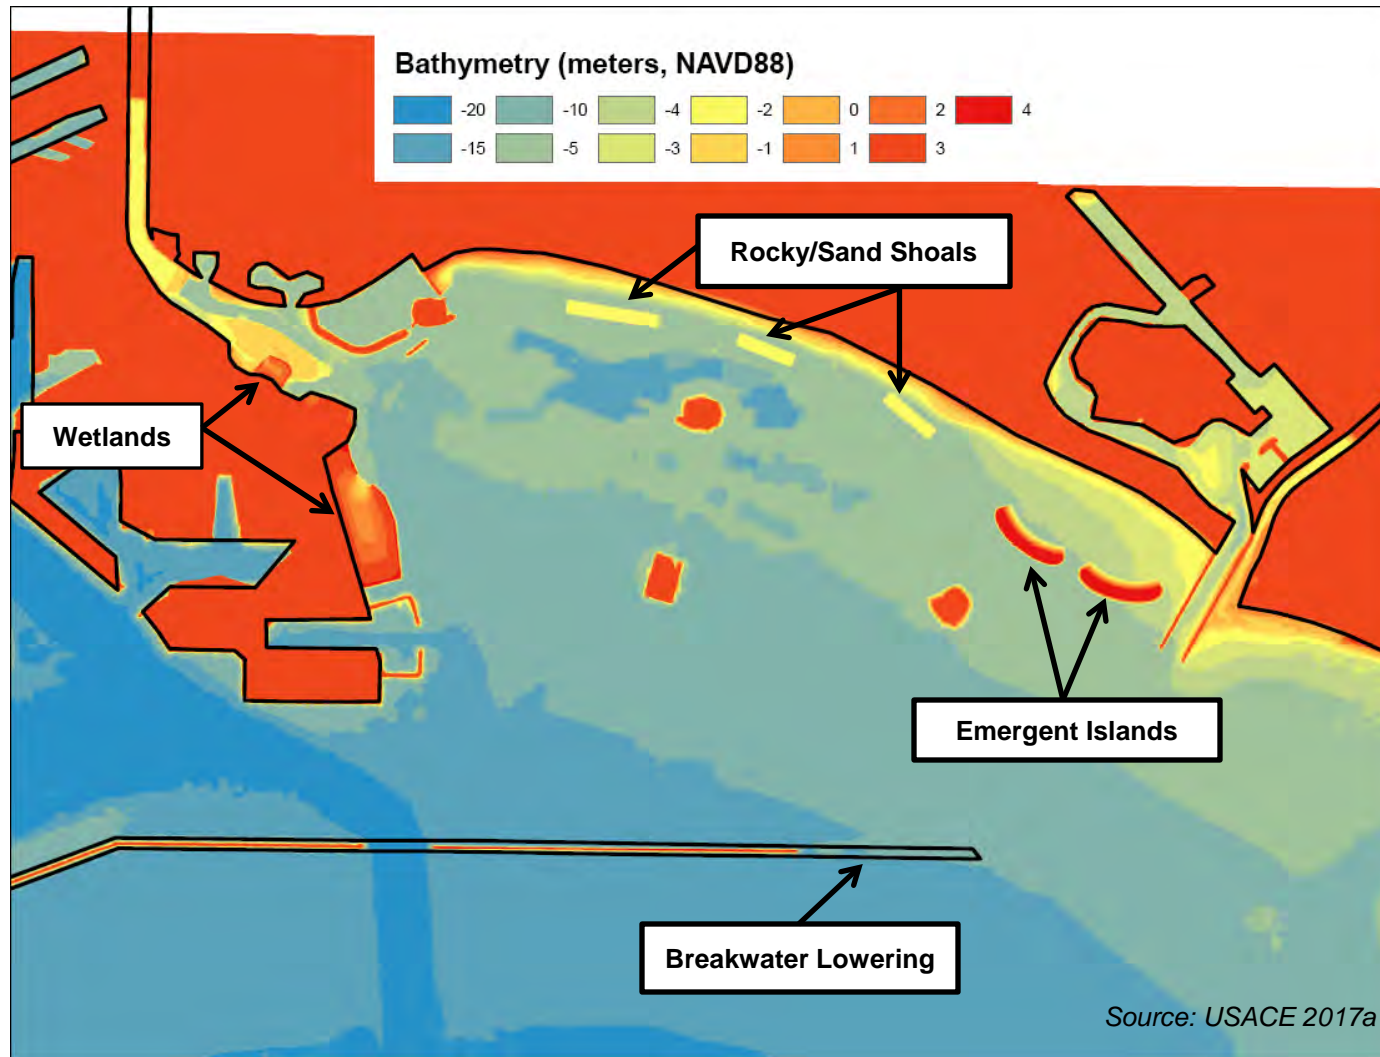 Bathymetry (meters, NAVD88)
-20 -10 -4 -2 0 2 4
-15 -5 -3 -1 1 3
Rocky/Sand Shoals
Wetlands
Emergent Islands
Breakwater Lowering
Source: USACE 2017a